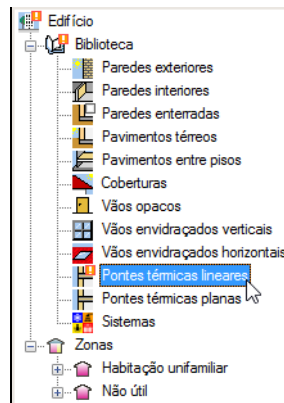 Edifício
Biblioteca
Paredes exteriores
Paredes interiores
Paredes enterradas
Pavimentos térreos
Pavimentos entre pisos
Coberturas
Vãos opacos
Vãos envidraçados verticais
Vãos envidraçados horizontais
Pontes térmicas lineares
Pontes térmicas planas
Sistemas
Zonas
Habitação unifamiliar
Não útil